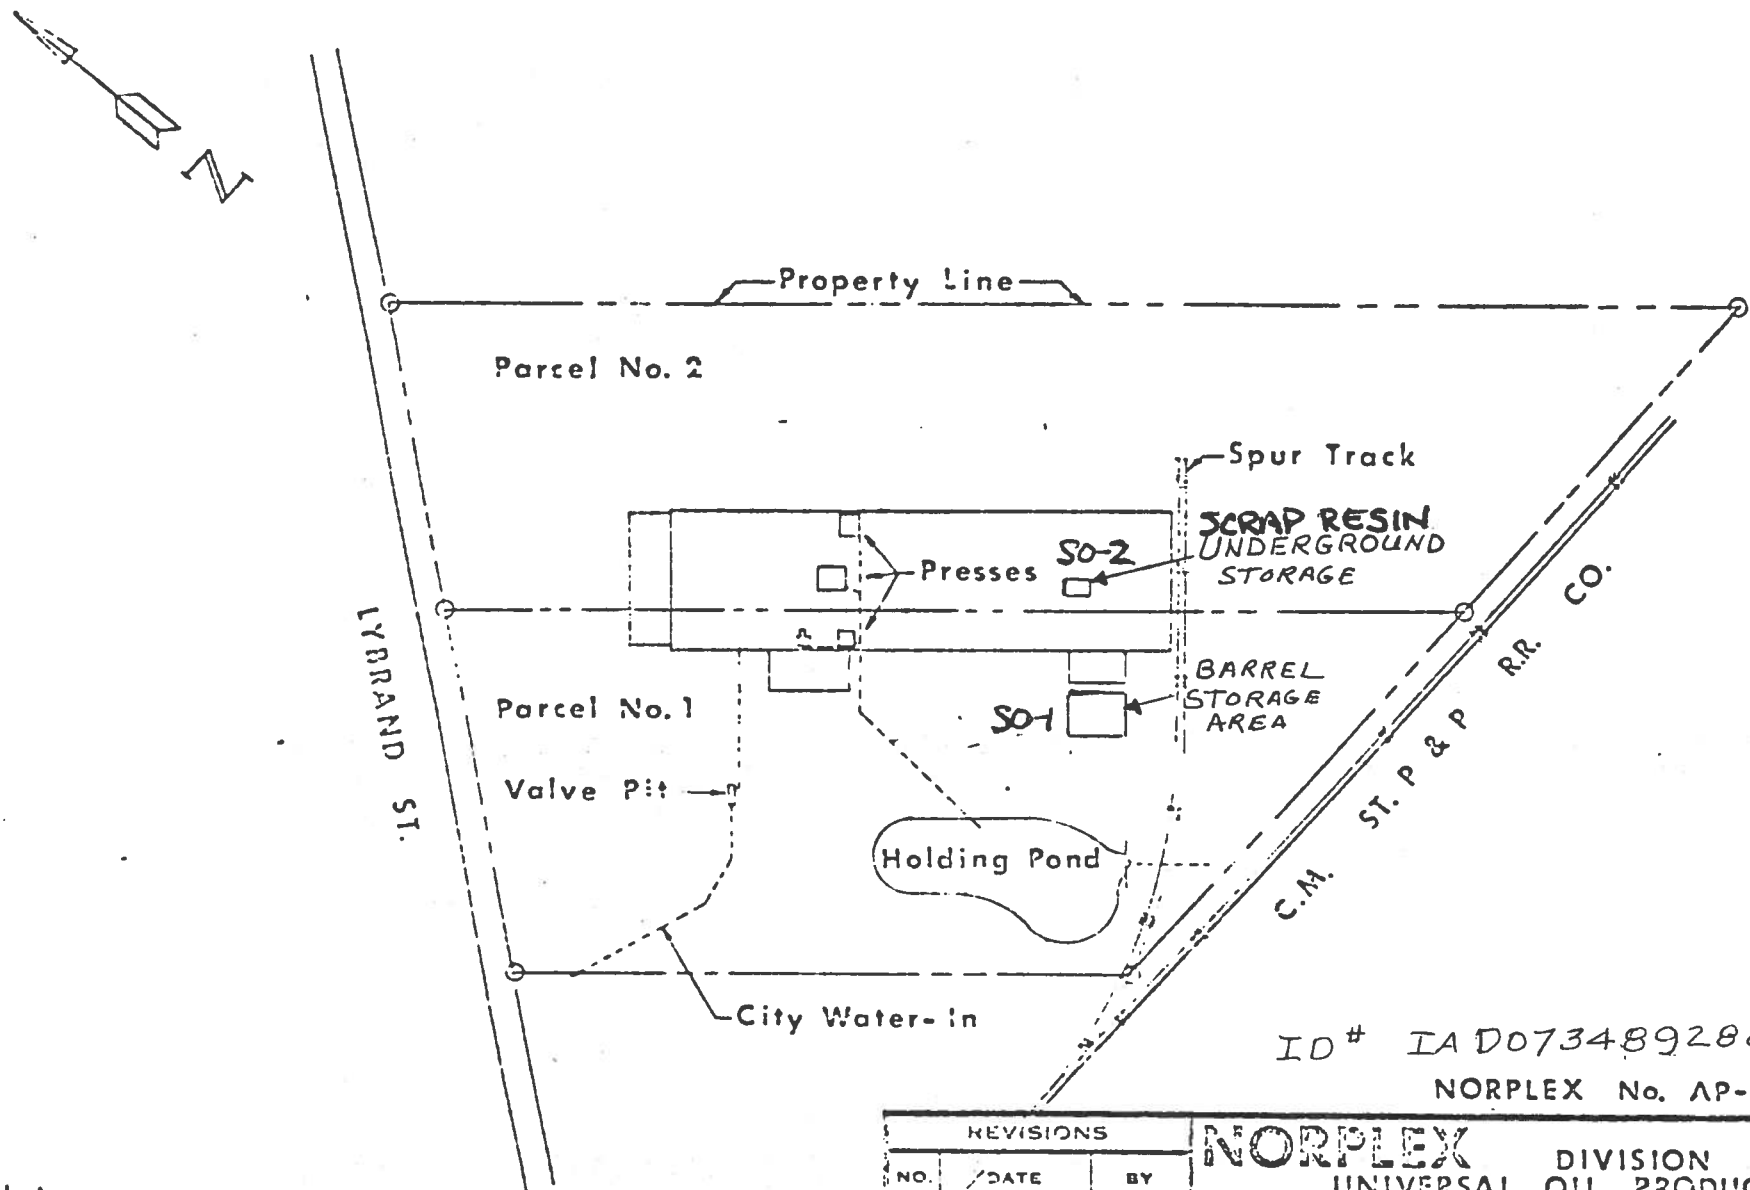 N
Property Line
Parcel No. 2
Spur Track
SCRAP RESIN
UNDERGROUND
STORAGE
SO-2
Presses
LYBRAND ST.
BARREL
STORAGE
AREA
Parcel No. 1
SO-1
Valve Pit
Holding Pond
C.M. ST. P & P R.R. CO.
City Water-In
ID# IAD07348928
NORPLEX No. AP-
REVISIONS
NO. DATE BY
NORPLEX DIVISION
UNIVERSAL OIL PRODUC